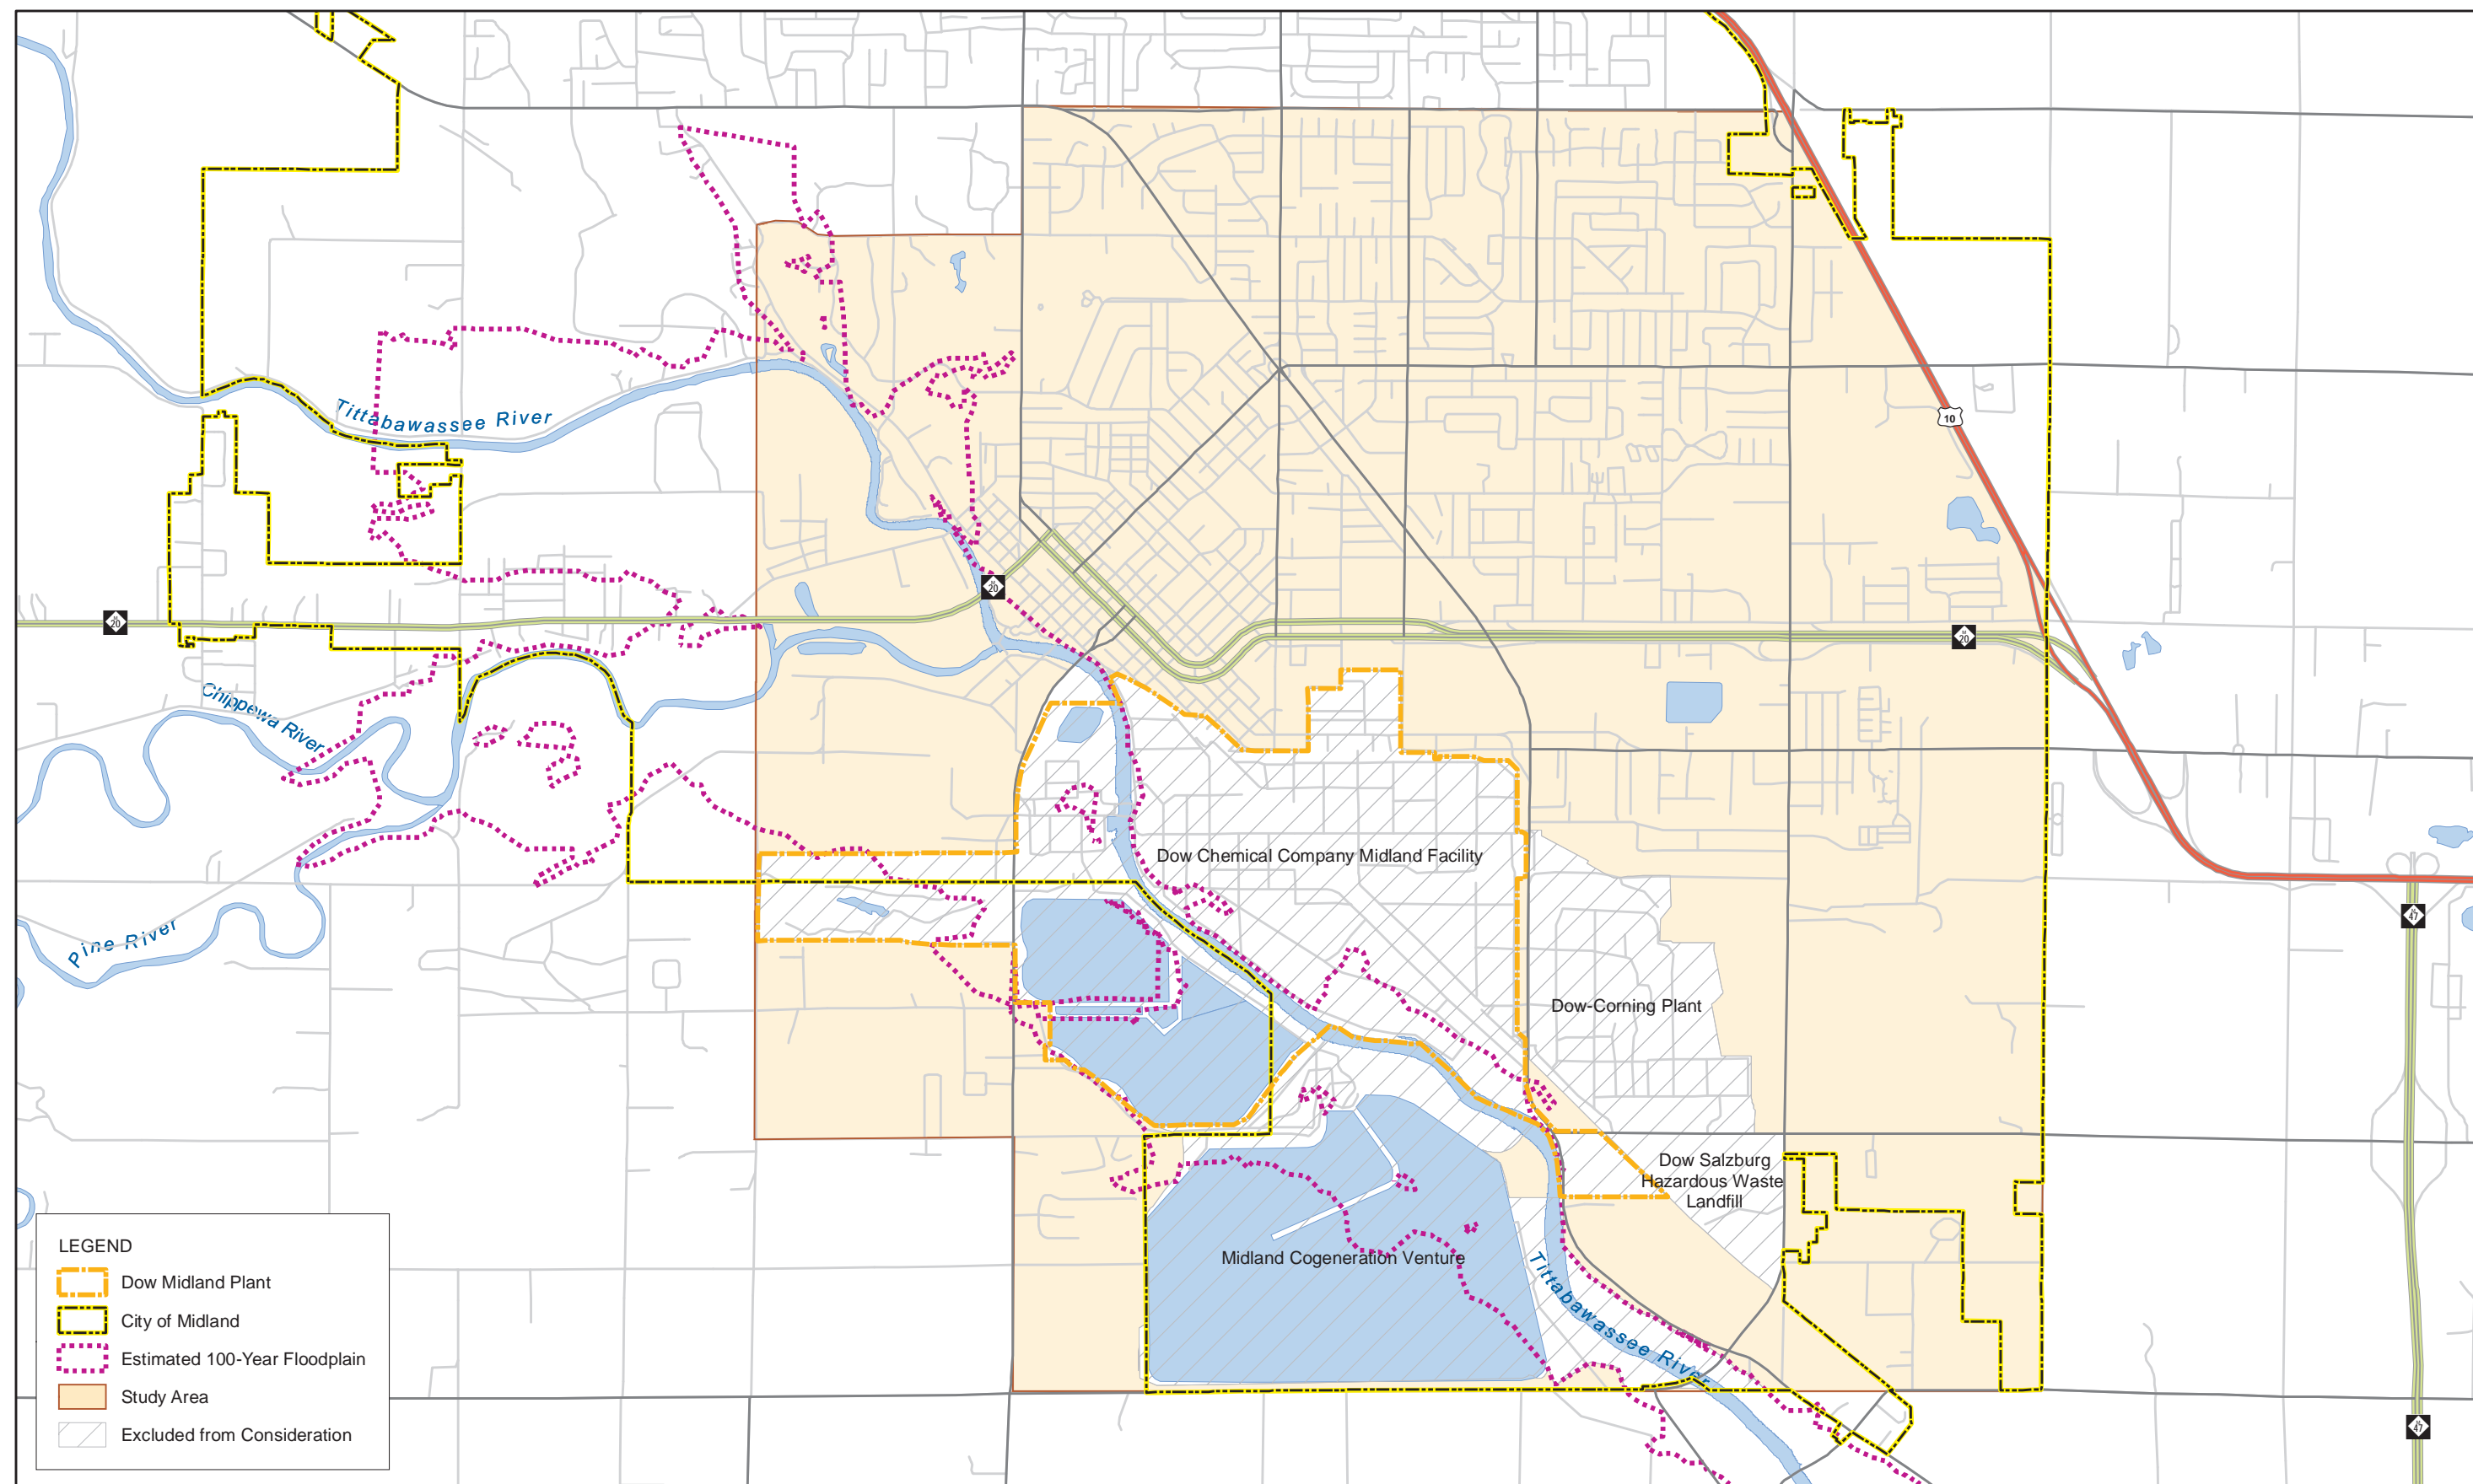 10
Tittabawassee River
M
20
M
20
M
20
Chippewa River
Dow Chemical Company Midland Facility
M
47
Pine River
Dow-Corning Plant
Dow Salzburg
Hazardous Waste
Landfill
Midland Cogeneration Venture
Tittabawassee River
M
47
LEGEND
Dow Midland Plant
City of Midland
Estimated 100-Year Floodplain
Study Area
Excluded from Consideration